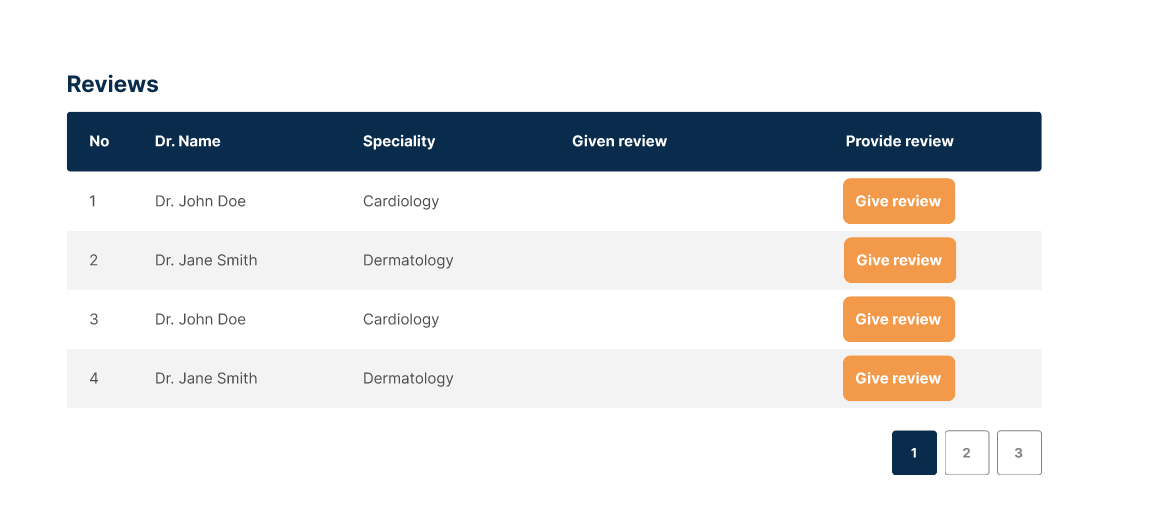 Reviews
No Dr. Name Speciality Given review Provide review
1 Dr. John Doe Cardiology Give review
2 Dr. Jane Smith Dermatology Give review
3 Dr. John Doe Cardiology Give review
4 Dr. Jane Smith Dermatology Give review
1 2 3